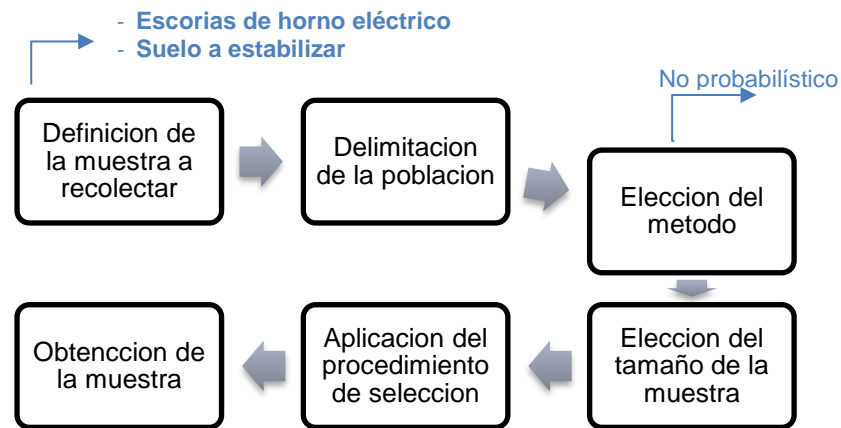 - Escorias de horno eléctrico
- Suelo a estabilizar
No probabilístico
Definicion de
la muestra a
recolectar
Delimitacion
de la poblacion
Eleccion del
metodo
Eleccion del
tamaño de la
muestra
Aplicacion del
procedimiento
de seleccion
Obtenccion de
la muestra